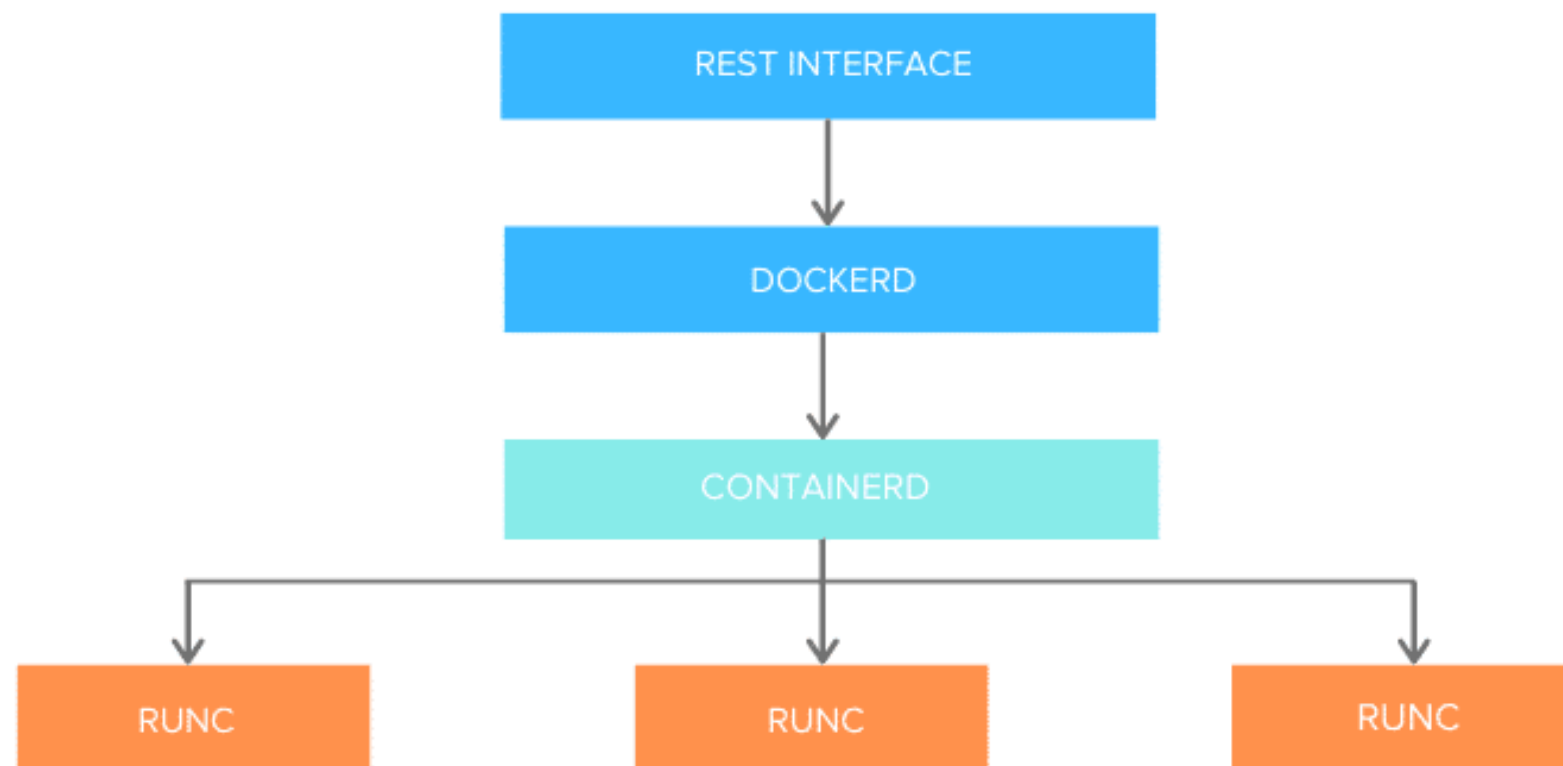 REST INTERFACE
DOCKERD
CONTAINERD
RUNC
RUNC
RUNC